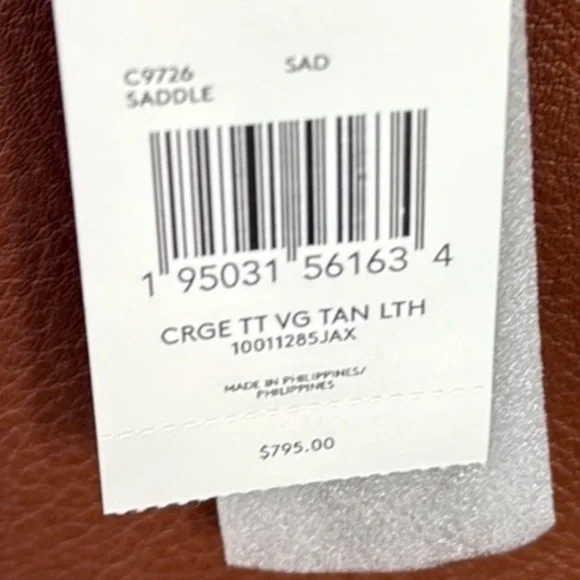 C9726 SAD
SADDLE
1 95031 56163 4
CRGE TT VG TAN LTH
10011285JAX
MADE IN PHILIPPINES/
PHILIPPINES
$795.00